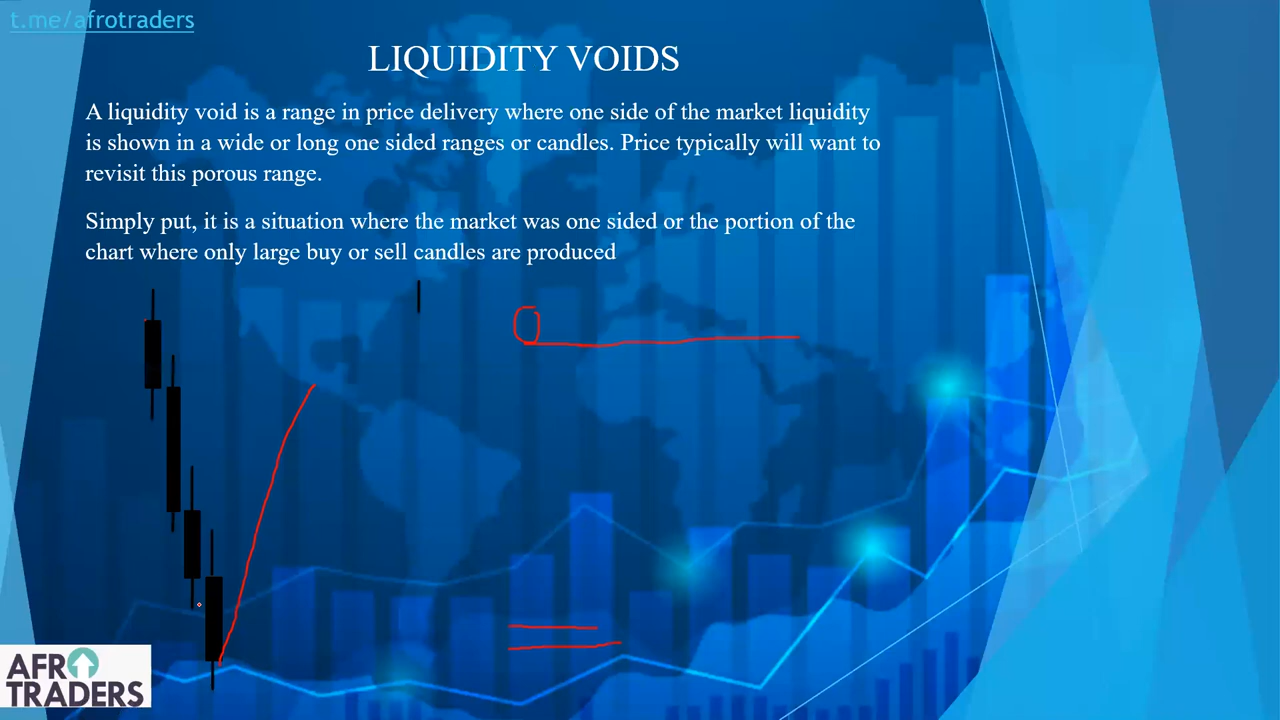 t.me/afrotraders
LIQUIDITY VOIDS
A liquidity void is a range in price delivery where one side of the market liquidity
is shown in a wide or long one sided ranges or candles. Price typically will want to
revisit this porous range.
Simply put, it is a situation where the market was one sided or the portion of the
chart where only large buy or sell candles are produced
AFRO
TRADERS